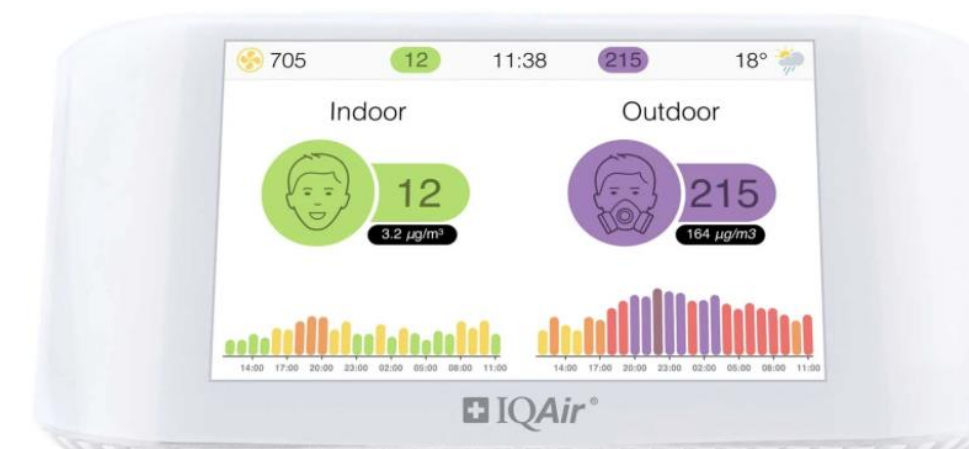 705 12 11:38 215 18°
Indoor Outdoor
12 215
3.2 µg/m³ 164 µg/m3
14:00 17:00 20:00 23:00 02:00 05:00 08:00 11:00 14:00 17:00 20:00 23:00 02:00 05:00 08:00 11:00
IQAir®